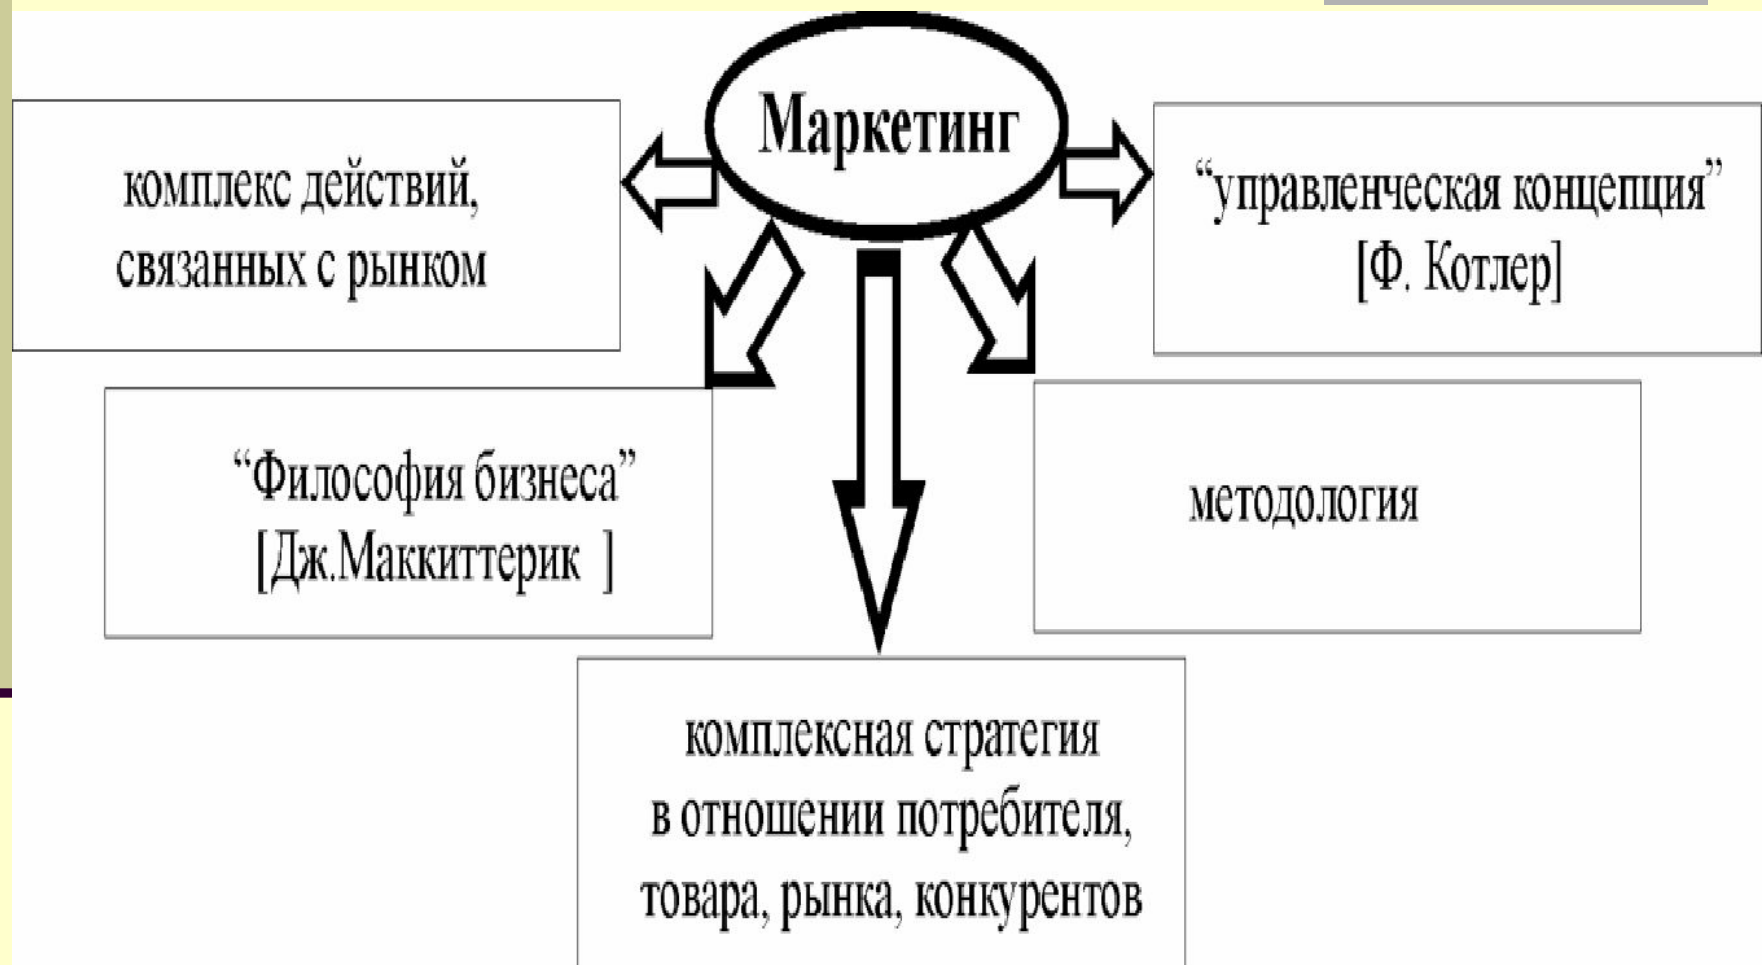 Маркетинг
комплекс действий,
связанных с рынком
“управленческая концепция”
[Ф. Котлер]
“Философия бизнеса”
[Дж.Маккиттерик ]
методология
комплексная стратегия
в отношении потребителя,
товара, рынка, конкурентов